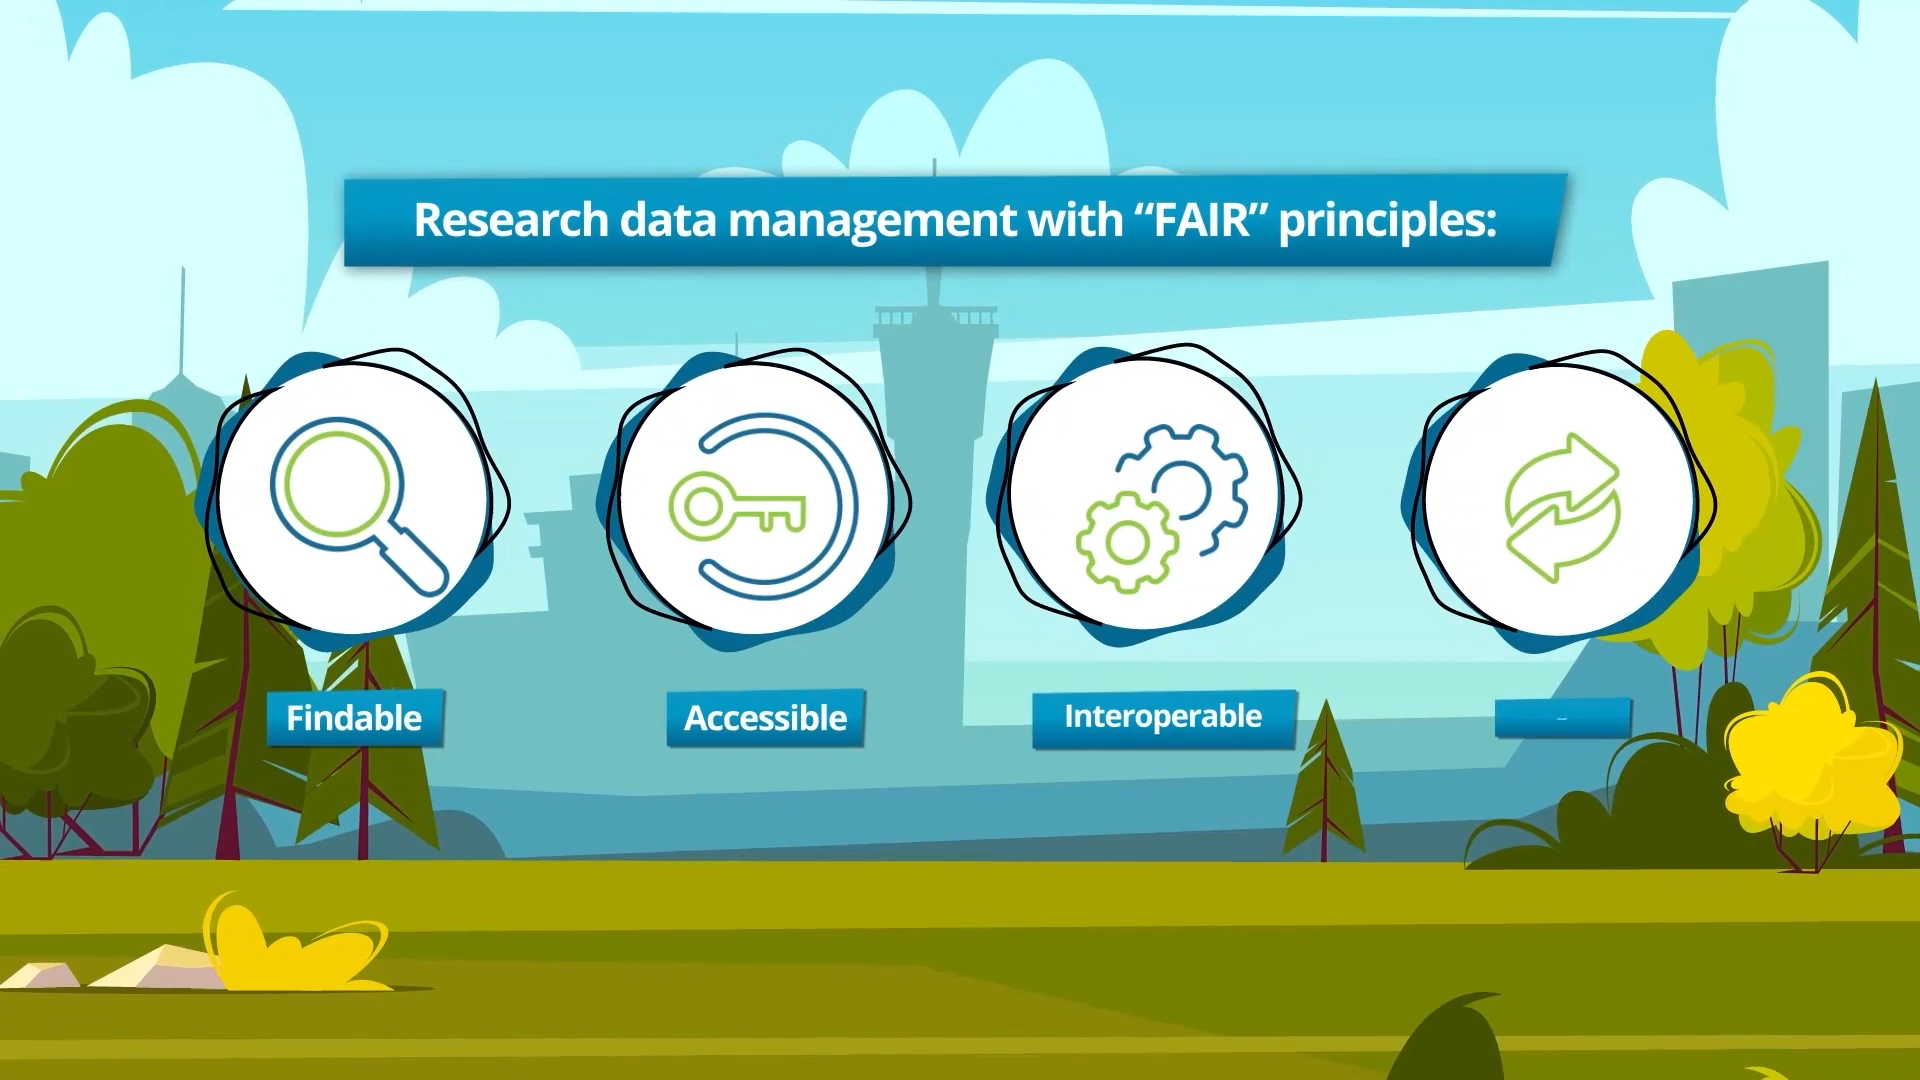 Research data management with “FAIR” principles:
Findable
Accessible
Interoperable